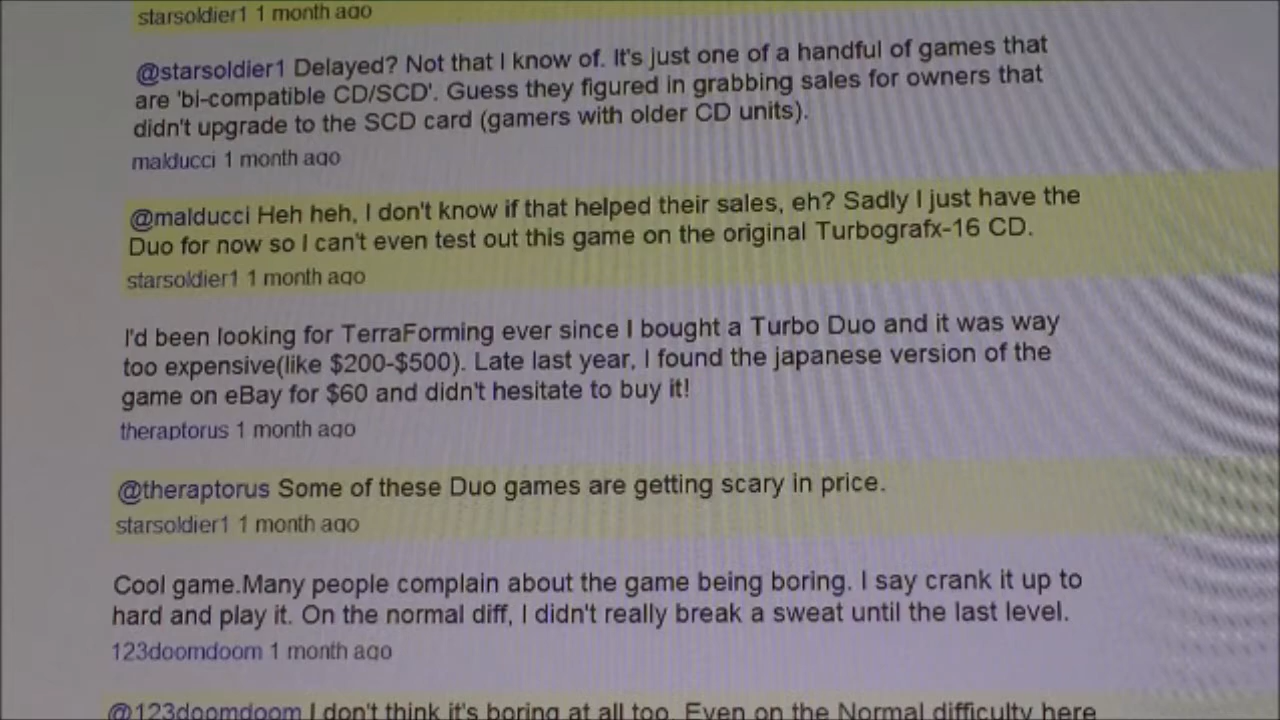 starsoldier1 1 month ago
@starsoldier1 Delayed? Not that I know of. It's just one of a handful of games that
are 'bi-compatible CD/SCD'. Guess they figured in grabbing sales for owners that
didn't upgrade to the SCD card (gamers with older CD units).
malducci 1 month ago
@malducci Heh heh, I don't know if that helped their sales, eh? Sadly I just have the
Duo for now so I can't even test out this game on the original Turbografx-16 CD.
starsoldier1 1 month ago
I'd been looking for TerraForming ever since I bought a Turbo Duo and it was way
too expensive(like $200-$500). Late last year, I found the japanese version of the
game on eBay for $60 and didn't hesitate to buy it!
theraptorus 1 month ago
@theraptorus Some of these Duo games are getting scary in price.
starsoldier1 1 month ago
Cool game.Many people complain about the game being boring. I say crank it up to
hard and play it. On the normal diff, I didn't really break a sweat until the last level.
123doomdoom 1 month ago
@123doomdoom I don't think it's boring at all too. Even on the Normal difficulty here